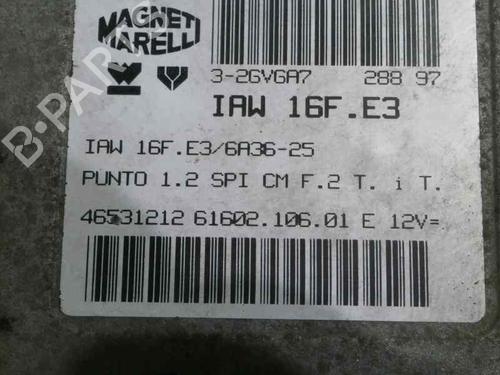 MAGNETI
MARELLI
3-2GVGA7 288 97
IAW 16F.E3
IAW 16F.E3/6A36-25
PUNTO 1.2 SPI CM F.2 T. i T.
46531212 61602.106.01 E 12V=
B-PARTS